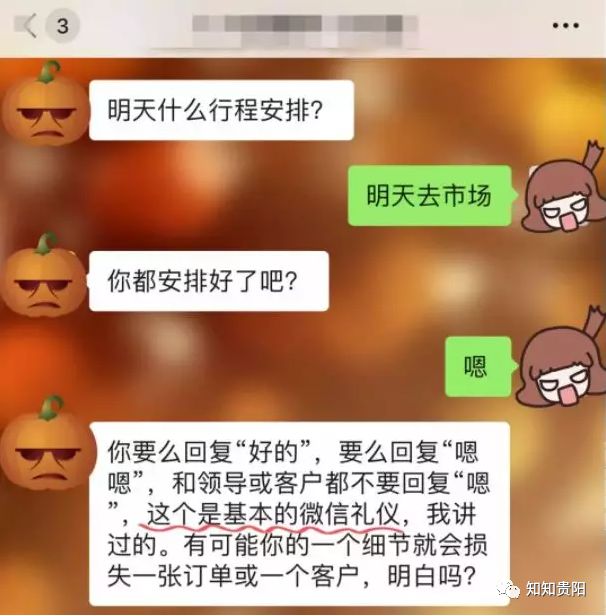 3
明天什么行程安排？
明天去市场
你都安排好了吧？
嗯
你要么回复“好的”，要么回复“嗯
嗯”，和领导或客户都不要回复“嗯
”，这个是基本的微信礼仪，我讲
过的。有可能你的一个细节就会损
失一张订单或一个客户，明白吗？
知知贵阳